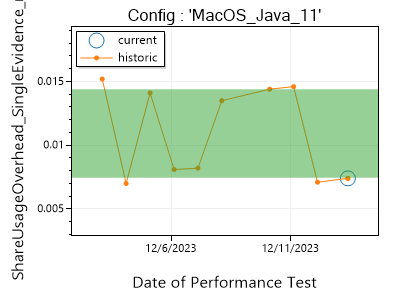 Config : 'MacOS_Java_11'
current
historic
ShareUsageOverhead_SingleEvidence_
0.015
0.01
0.005
12/6/2023
12/11/2023
Date of Performance Test